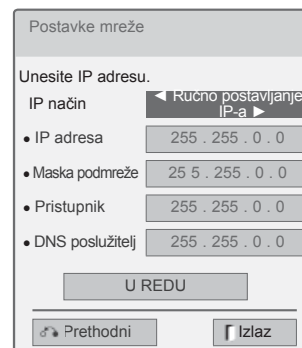 Postavke mreže
Unesite IP adresu.
IP način ◄ Ručno postavljanje
IP-a ►
● IP adresa 255 . 255 . 0 . 0
● Maska podmreže 25 5 . 255 . 0 . 0
● Pristupnik 255 . 255 . 0 . 0
● DNS poslužitelj 255 . 255 . 0 . 0
U REDU
Prethodni Izlaz